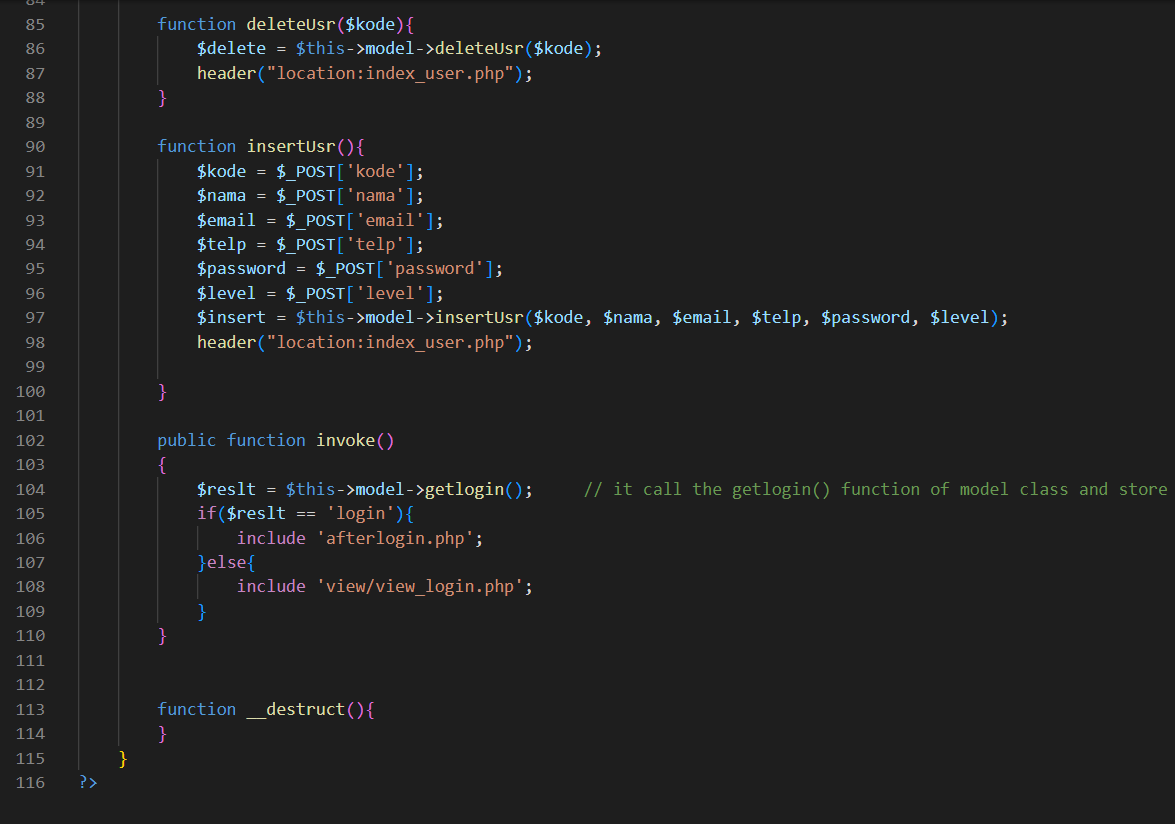 84
85 function deleteUsr($kode){
86 $delete = $this->model->deleteUsr($kode);
87 header("location:index_user.php");
88 }
89
90 function insertUsr(){
91 $kode = $_POST['kode'];
92 $nama = $_POST['nama'];
93 $email = $_POST['email'];
94 $telp = $_POST['telp'];
95 $password = $_POST['password'];
96 $level = $_POST['level'];
97 $insert = $this->model->insertUsr($kode, $nama, $email, $telp, $password, $level);
98 header("location:index_user.php");
99
100 }
101
102 public function invoke()
103 {
104 $reslt = $this->model->getlogin(); // it call the getlogin() function of model class and store
105 if($reslt == 'login'){
106 include 'afterlogin.php';
107 }else{
108 include 'view/view_login.php';
109 }
110 }
111
112
113 function __destruct(){
114 }
115 }
116 ?>